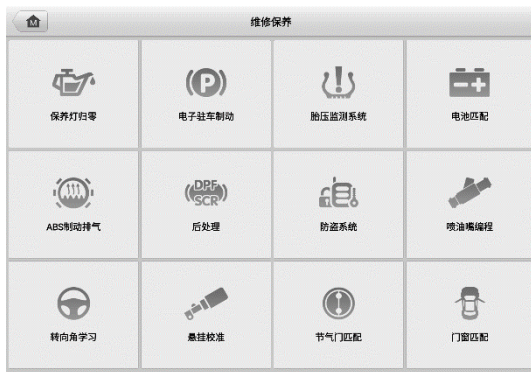 维修保养
保养灯归零
电子驻车制动
胎压监测系统
电池匹配
ABS制动排气
DPF
SCR
后处理
防盗系统
喷油嘴编程
转向角学习
悬挂校准
节气门匹配
门窗匹配